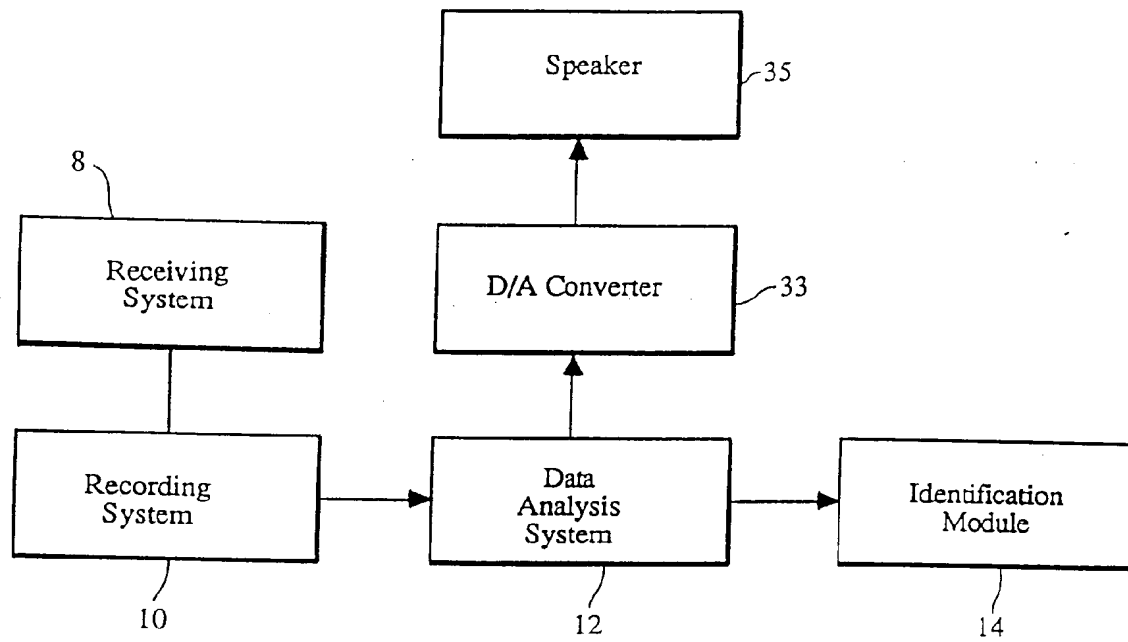 Speaker
35
8
Receiving
System
D/A Converter
33
Recording
System
Data
Analysis
System
Identification
Module
10
12
14